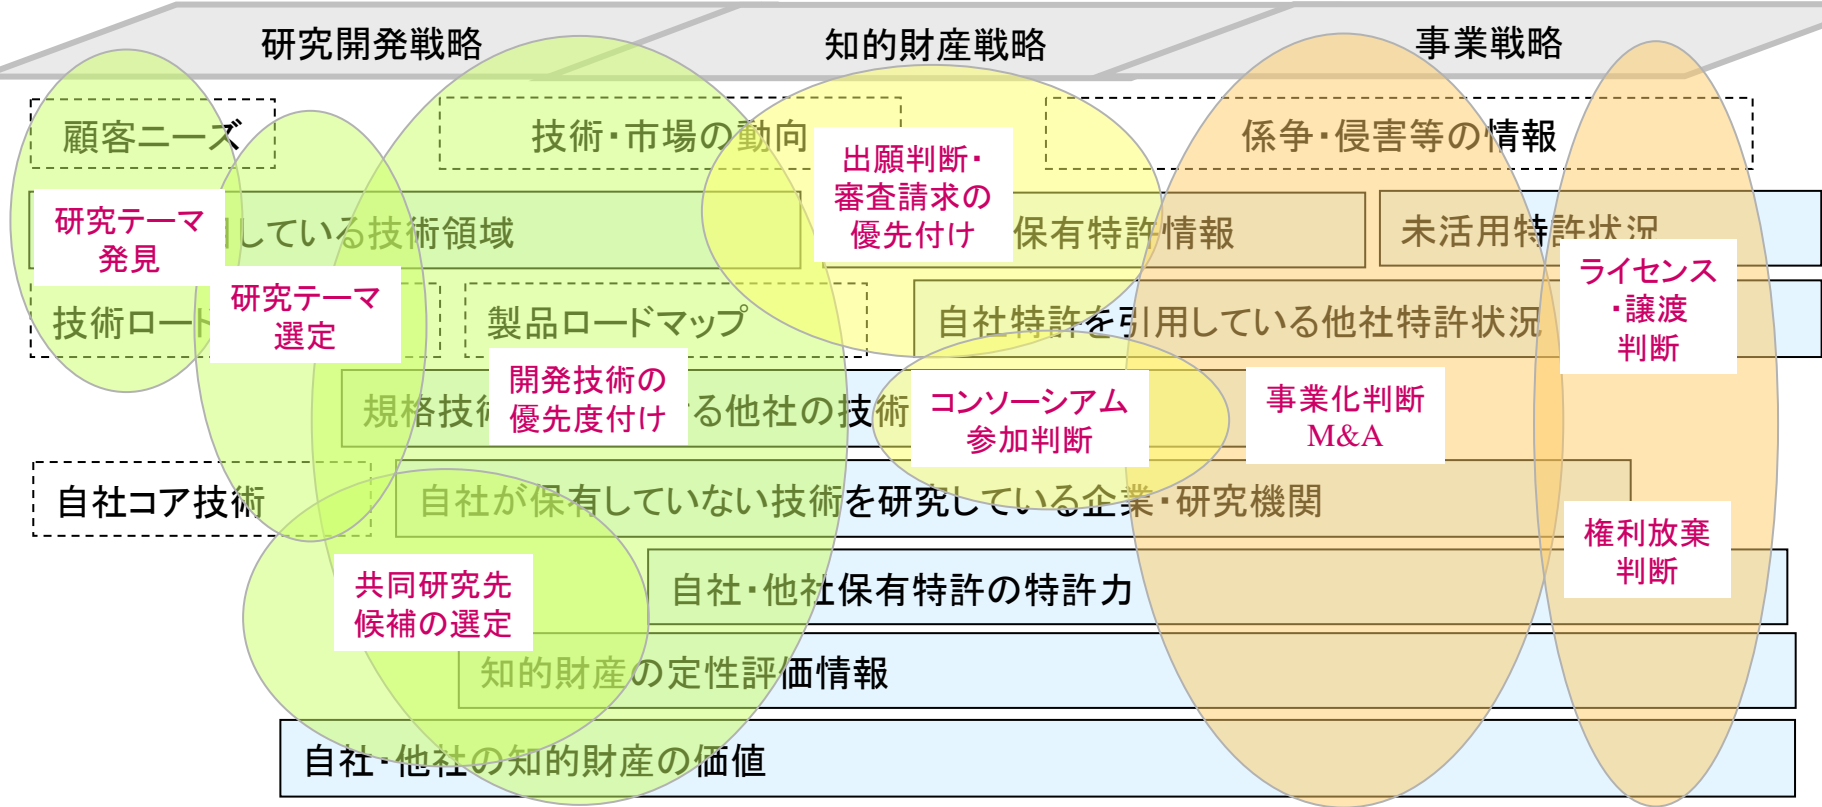 研究開発戦略
知的財産戦略
事業戦略
顧客ニーズ
技術・市場の動向
係争・侵害等の情報
出願判断・
審査請求の
優先付け
研究テーマ
発見
している技術領域
保有特許情報
未活用特許状況
ライセンス
・譲渡
判断
技術ロード
研究テーマ
選定
製品ロードマップ
自社特許を引用している他社特許状況
規格技術
開発技術の
優先度付け
る他社の技術
コンソーシアム
参加判断
事業化判断
M&A
自社コア技術
自社が保有していない技術を研究している企業・研究機関
権利放棄
判断
共同研究先
候補の選定
自社・他社保有特許の特許力
知的財産の定性評価情報
自社・他社の知的財産の価値